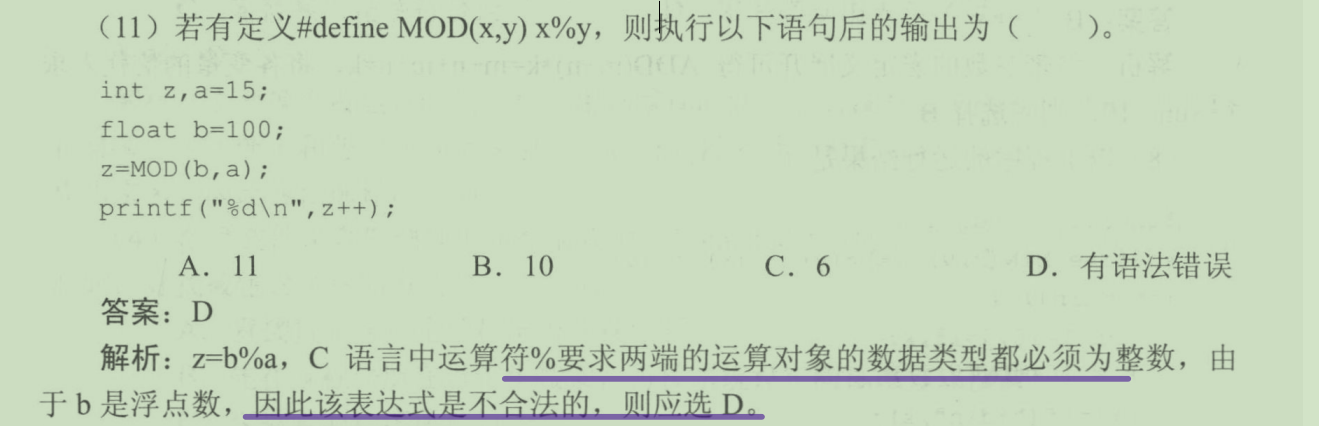 （11）若有定义#define MOD(x,y) x%y，则执行以下语句后的输出为（　　）。
int z,a=15;
float b=100;
z=MOD(b,a);
printf("%d\n",z++);
A．11　B．10　C．6　D．有语法错误
答案：D
解析：z=b%a，C 语言中运算符%要求两端的运算对象的数据类型都必须为整数，由
于 b 是浮点数，因此该表达式是不合法的，则应选 D。